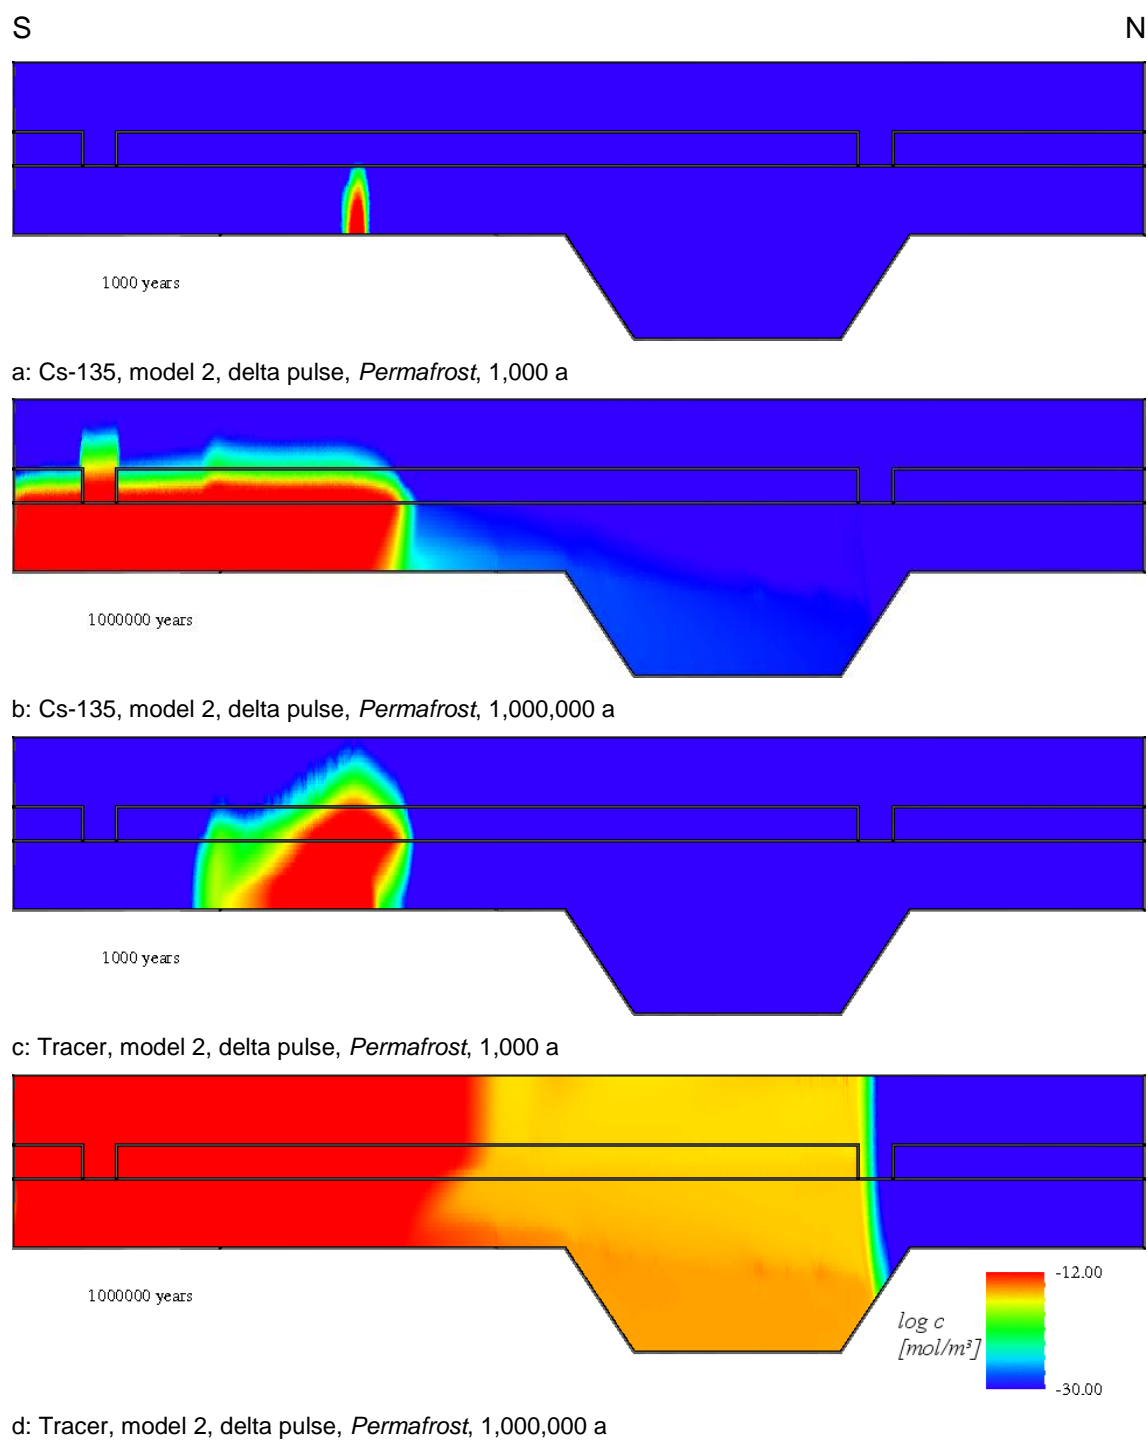 S N
1000 years
a: Cs-135, model 2, delta pulse, Permafrost, 1,000 a
1000000 years
b: Cs-135, model 2, delta pulse, Permafrost, 1,000,000 a
1000 years
c: Tracer, model 2, delta pulse, Permafrost, 1,000 a
1000000 years
-12.00
log c
[mol/m³]
-30.00
d: Tracer, model 2, delta pulse, Permafrost, 1,000,000 a